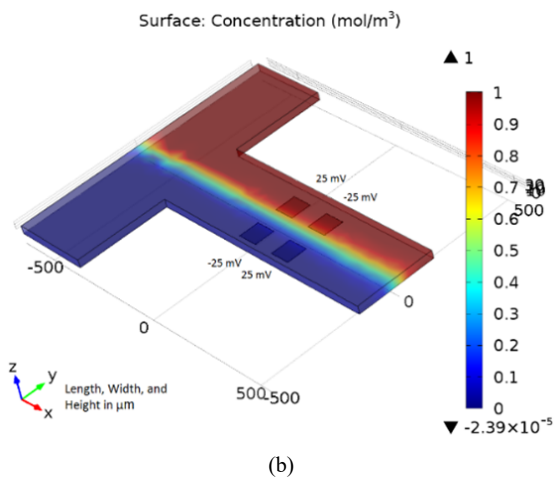 Surface: Concentration (mol/m³)
▲ 1
1
0.9
0.8
0.7
0.6
0.5
0.4
0.3
0.2
0.1
0
▼ -2.39×10⁻⁵
25 mV
-25 mV
500
-500
0
-25 mV
25 mV
0
500
-500
z
y
x
Length, Width, and
Height in μm
(b)